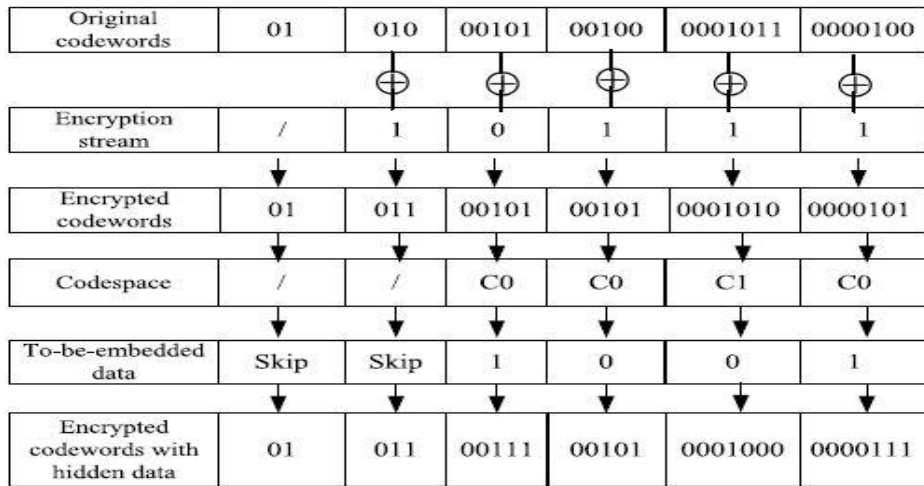 Original
codewords
01
010
00101
00100
0001011
0000100
Encryption
stream
/
1
0
1
1
1
Encrypted
codewords
01
011
00101
00101
0001010
0000101
Codespace
/
/
C0
C0
C1
C0
To-be-embedded
data
Skip
Skip
1
0
0
1
Encrypted
codewords with
hidden data
01
011
00111
00101
0001000
0000111